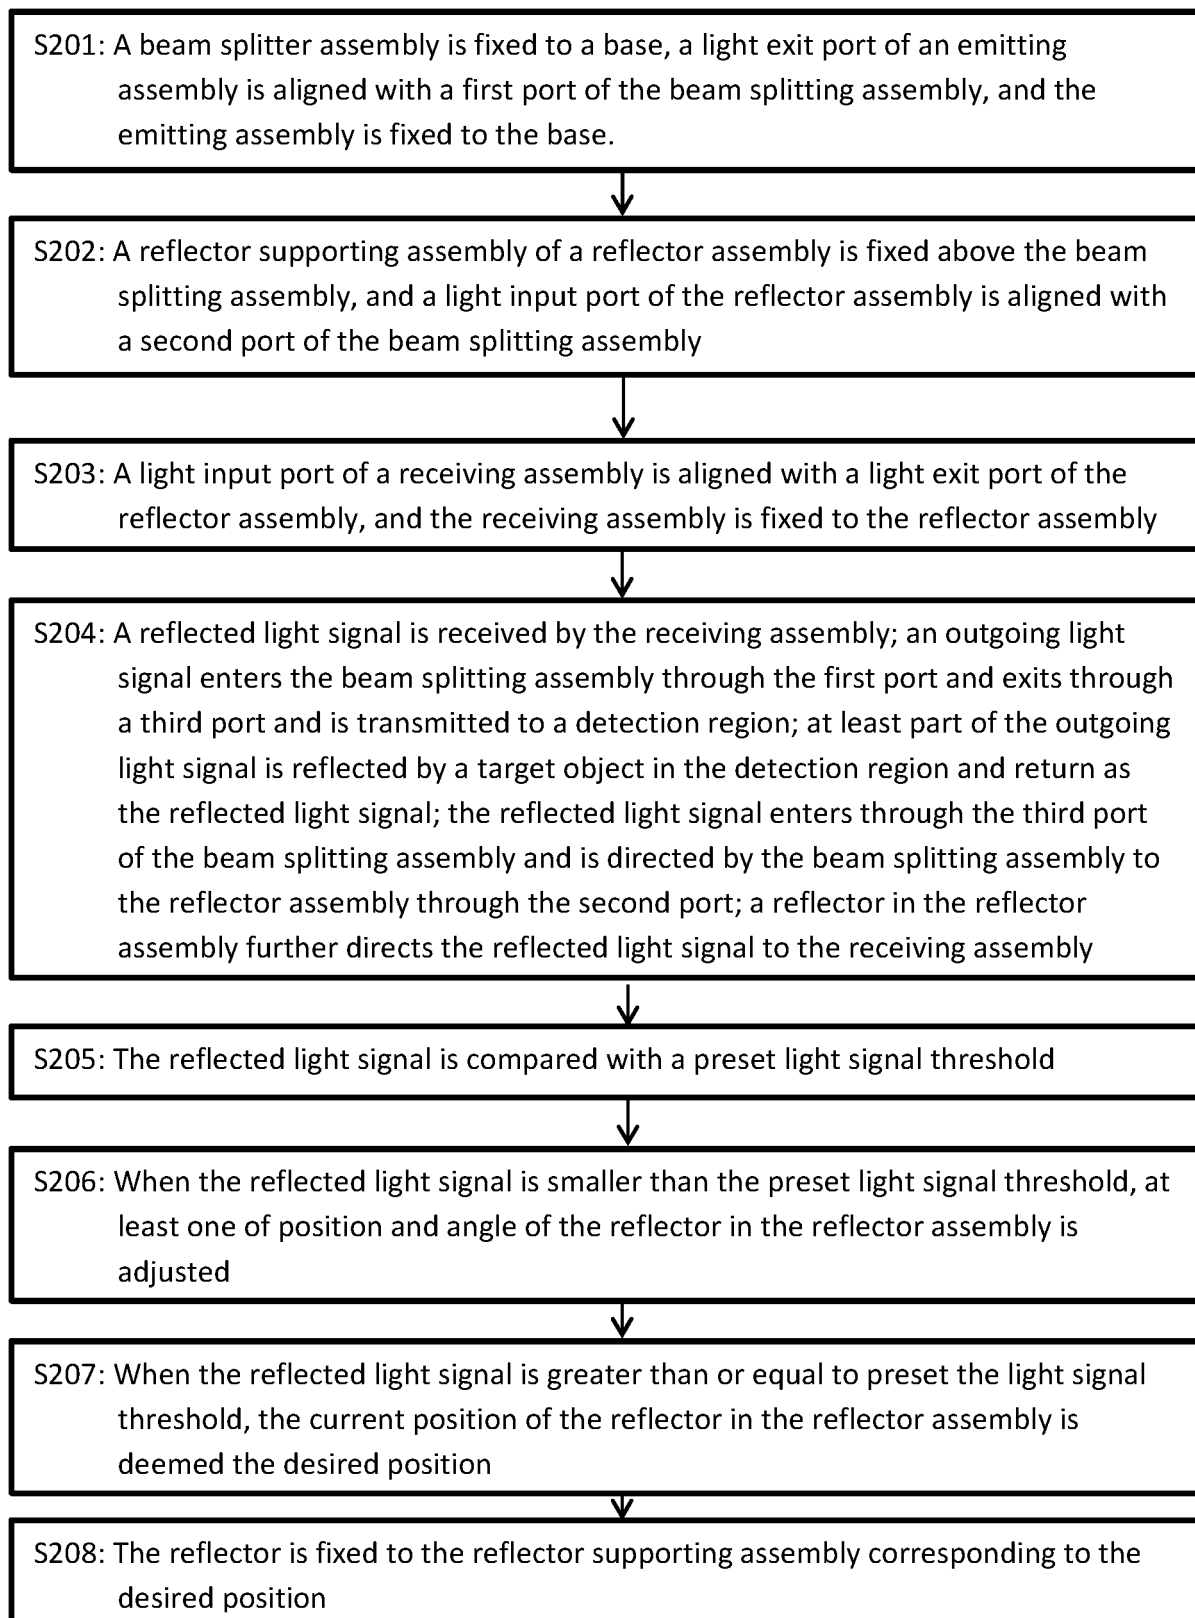 S201: A beam splitter assembly is fixed to a base, a light exit port of an emitting
assembly is aligned with a first port of the beam splitting assembly, and the
emitting assembly is fixed to the base.
S202: A reflector supporting assembly of a reflector assembly is fixed above the beam
splitting assembly, and a light input port of the reflector assembly is aligned with
a second port of the beam splitting assembly
S203: A light input port of a receiving assembly is aligned with a light exit port of the
reflector assembly, and the receiving assembly is fixed to the reflector assembly
S204: A reflected light signal is received by the receiving assembly; an outgoing light
signal enters the beam splitting assembly through the first port and exits through
a third port and is transmitted to a detection region; at least part of the outgoing
light signal is reflected by a target object in the detection region and return as
the reflected light signal; the reflected light signal enters through the third port
of the beam splitting assembly and is directed by the beam splitting assembly to
the reflector assembly through the second port; a reflector in the reflector
assembly further directs the reflected light signal to the receiving assembly
S205: The reflected light signal is compared with a preset light signal threshold
S206: When the reflected light signal is smaller than the preset light signal threshold, at
least one of position and angle of the reflector in the reflector assembly is
adjusted
S207: When the reflected light signal is greater than or equal to preset the light signal
threshold, the current position of the reflector in the reflector assembly is
deemed the desired position
S208: The reflector is fixed to the reflector supporting assembly corresponding to the
desired position